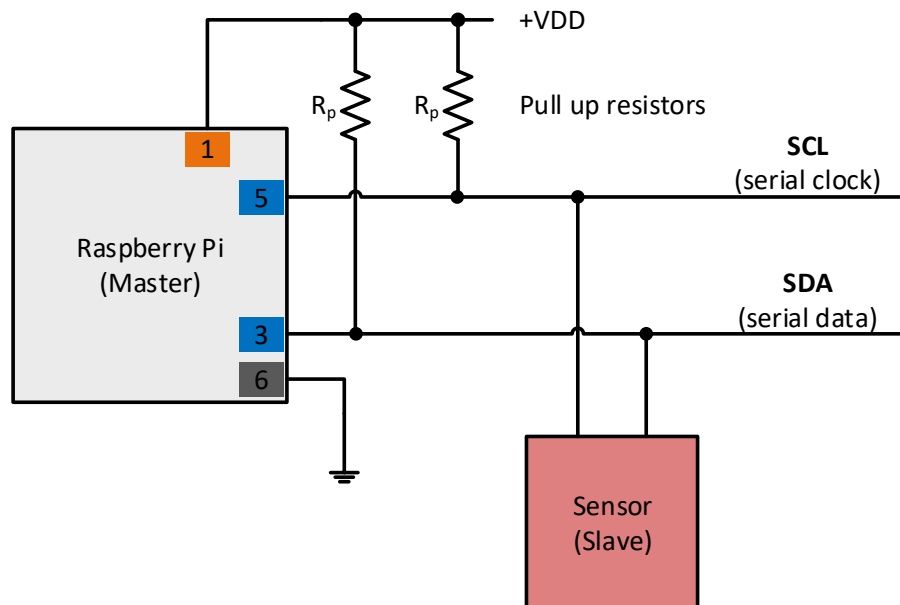 +VDD
Rp
Rp
Pull up resistors
1
SCL
(serial clock)
5
Raspberry Pi
(Master)
SDA
(serial data)
3
6
Sensor
(Slave)